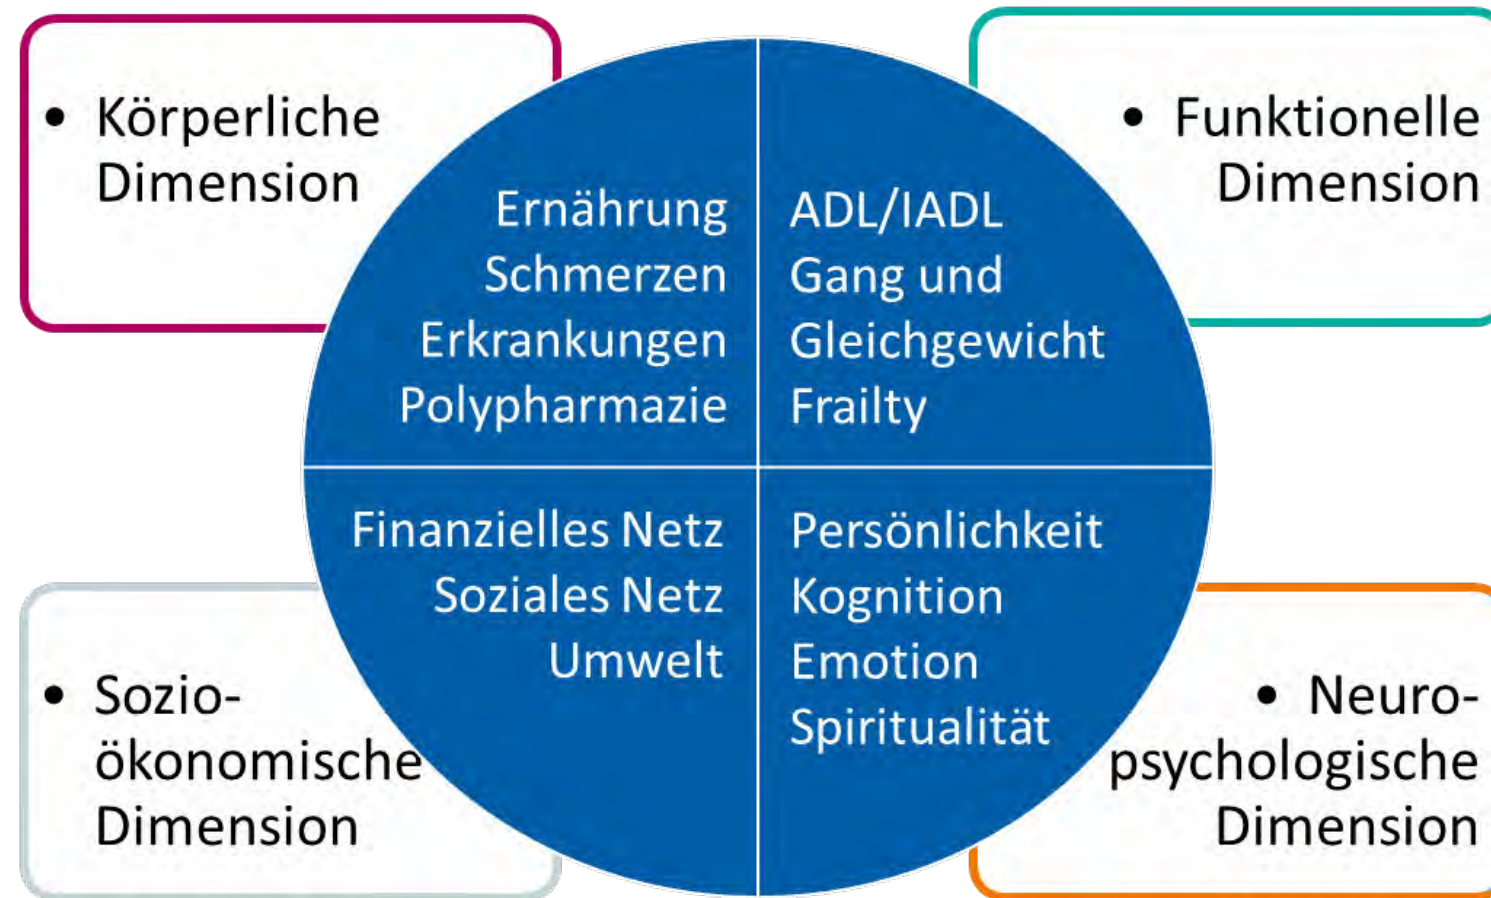 • Körperliche
Dimension
Ernährung
Schmerzen
Erkrankungen
Polypharmazie
• Funktionelle
Dimension
ADL/IADL
Gang und
Gleichgewicht
Frailty
• Sozio-
ökonomische
Dimension
Finanzielles Netz
Soziales Netz
Umwelt
Persönlichkeit
Kognition
Emotion
Spiritualität
• Neuro-
psychologische
Dimension